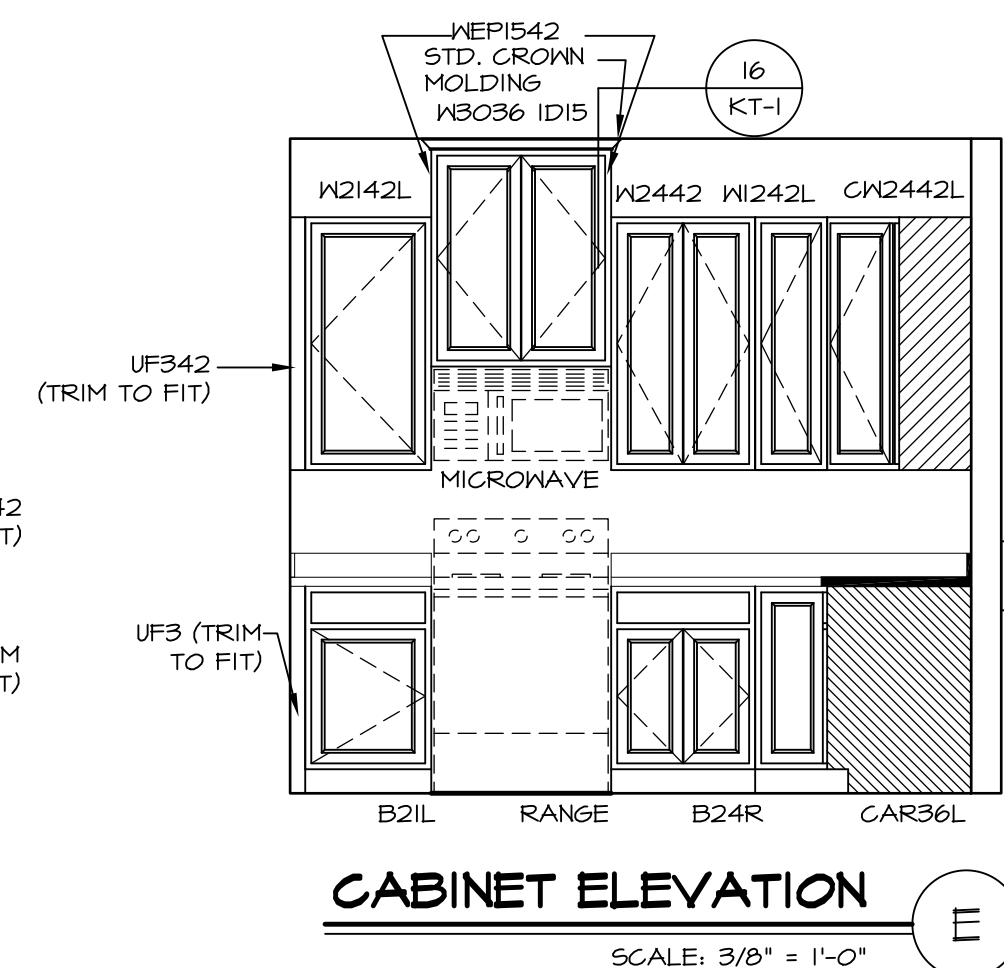 WEP1542
STD. CROWN
MOLDING
W3036 1D15
16
KT-1
W2142L
W2442
W1242L
CW2442L
UF342
(TRIM TO FIT)
MICROWAVE
42
T)
UF3 (TRIM
TO FIT)
M
T)
B21L
RANGE
B24R
CAR36L
CABINET ELEVATION
E
SCALE: 3/8" = 1'-0"